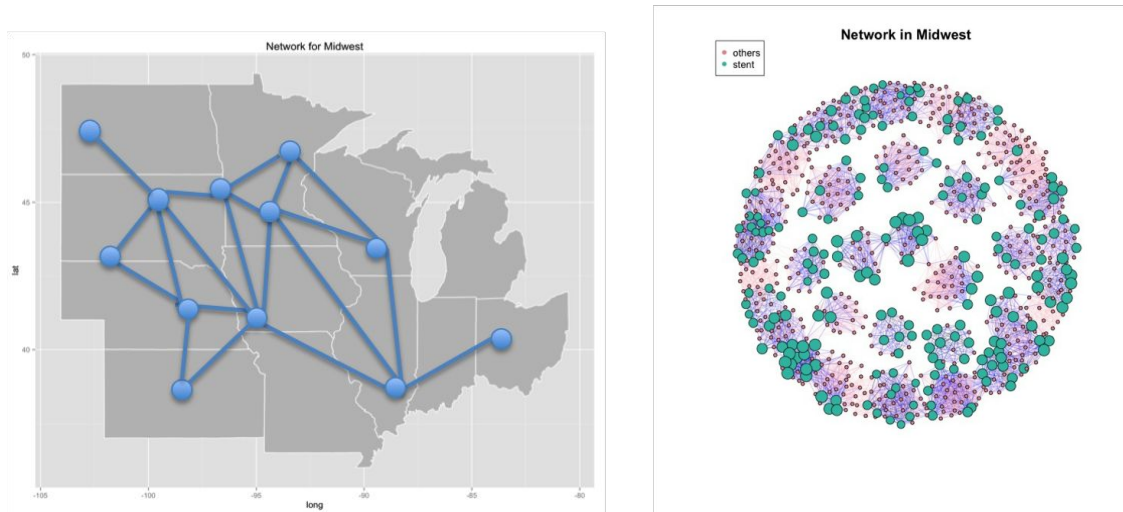 Network for Midwest
50
45
40
lat
-105
-100
-95
-90
-85
-80
long
Network in Midwest
others
stent